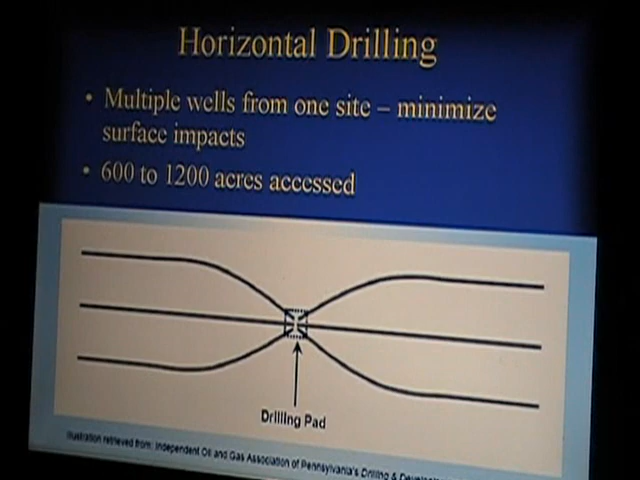 Horizontal Drilling
• Multiple wells from one site – minimize
surface impacts
• 600 to 1200 acres accessed
Drilling Pad
Illustration retrieved from: Independent Oil and Gas Association of Pennsylvania's Drilling &